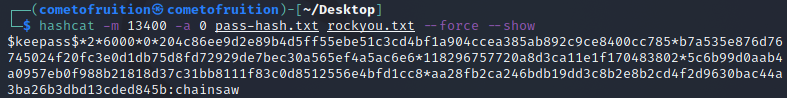 ┌──(cometofruition㉿cometofruition)-[~/Desktop]
└─$ hashcat -m 13400 -a 0 pass-hash.txt rockyou.txt --force --show
$keepass$*2*6000*0*204c86ee9d2e89b4d5ff55ebe51c3cd4bf1a904ccea385ab892c9ce8400cc785*b7a535e876d76
745024f20fc3e0d1db75d8fd72929de7bec30a565ef4a5ac6e6*118296757720a8d3ca11e1f170483802*5c6b99d0aab4
a0957eb0f988b21818d37c31bb8111f83c0d8512556e4bfd1cc8*aa28fb2ca246bdb19dd3c8b2e8b2cd4f2d9630bac44a
3ba26b3dbd13cded845b:chainsaw